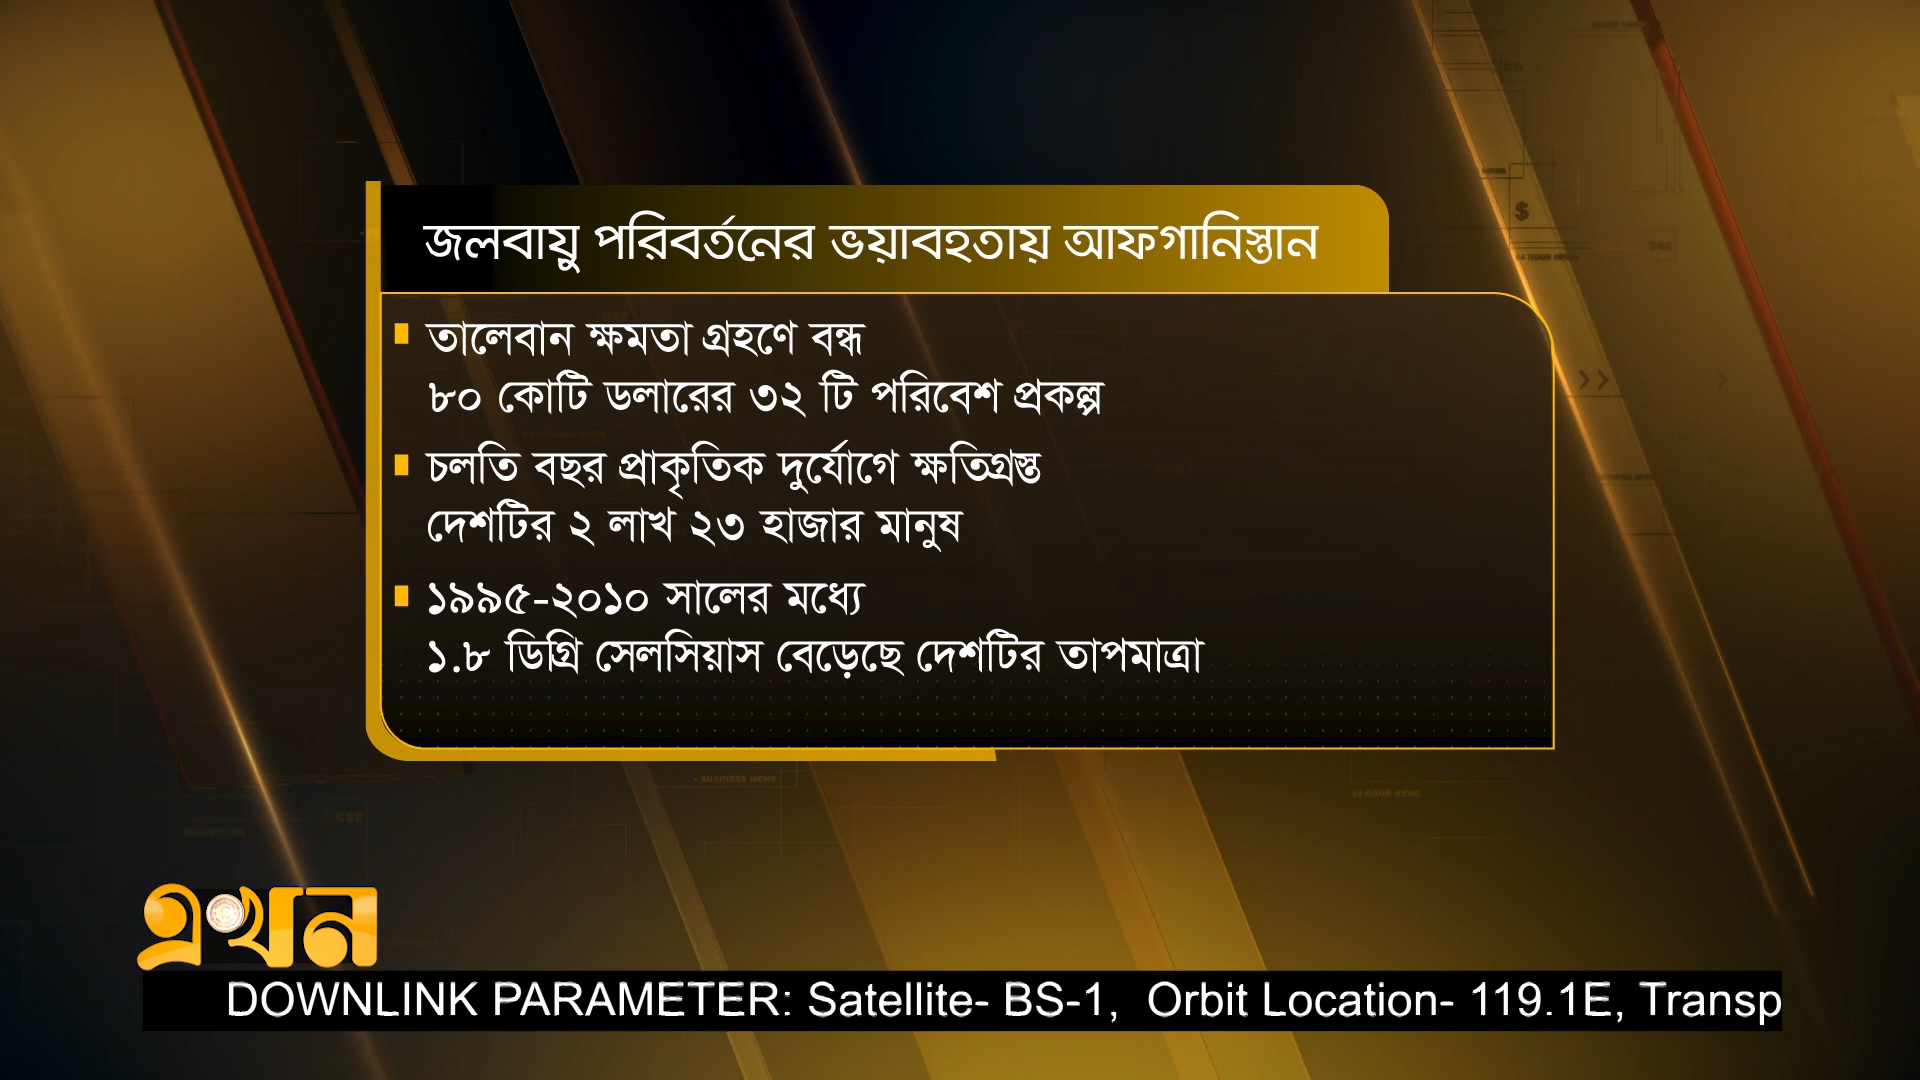 জলবায়ু পরিবর্তনের ভয়াবহতায় আফগানিস্তান
তালেবান ক্ষমতা গ্রহণে বন্ধ
৮০ কোটি ডলারের ৩২ টি পরিবেশ প্রকল্প
চলতি বছর প্রাকৃতিক দুর্যোগে ক্ষতিগ্রস্ত
দেশটির ২ লাখ ২৩ হাজার মানুষ
১৯৯৫-২০১০ সালের মধ্যে
১.৮ ডিগ্রি সেলসিয়াস বেড়েছে দেশটির তাপমাত্রা
এখন
DOWNLINK PARAMETER: Satellite- BS-1, Orbit Location- 119.1E, Transp